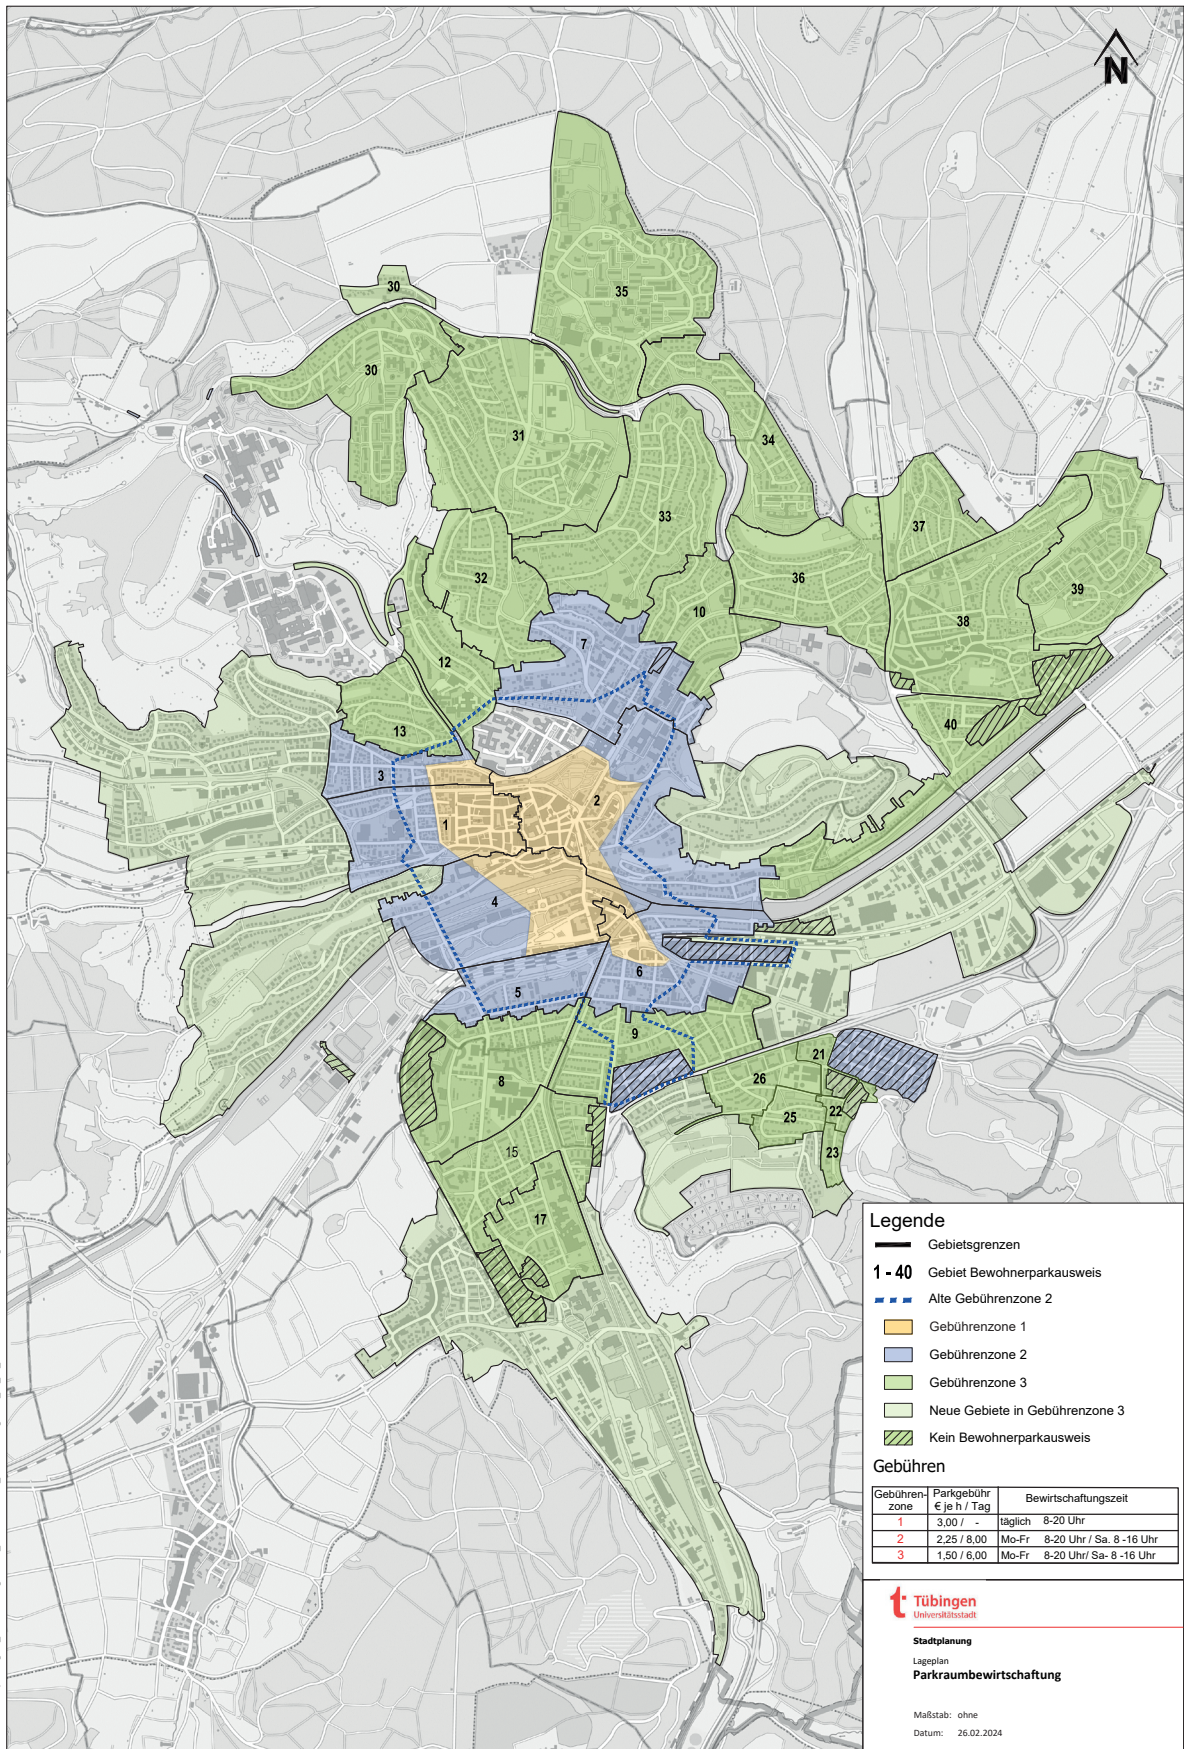 N
35
30
30
31
34
33
37
32
36
39
10
38
7
12
40
13
3
2
1
4
6
5
9
21
8
26
25
22
15
23
17
Legende
Gebietsgrenzen
1 - 40 Gebiet Bewohnerparkausweis
Alte Gebührenzone 2
Gebührenzone 1
Gebührenzone 2
Gebührenzone 3
Neue Gebiete in Gebührenzone 3
Kein Bewohnerparkausweis
Gebühren
Gebühren-zone Parkgebühr € je h / Tag Bewirtschaftungszeit
1 3,00 / - täglich 8-20 Uhr
2 2,25 / 8,00 Mo-Fr 8-20 Uhr / Sa. 8 -16 Uhr
3 1,50 / 6,00 Mo-Fr 8-20 Uhr/ Sa- 8 -16 Uhr
Tübingen
Universitätsstadt
Stadtplanung
Lageplan
Parkraumbewirtschaftung
Maßstab: ohne
Datum: 26.02.2024